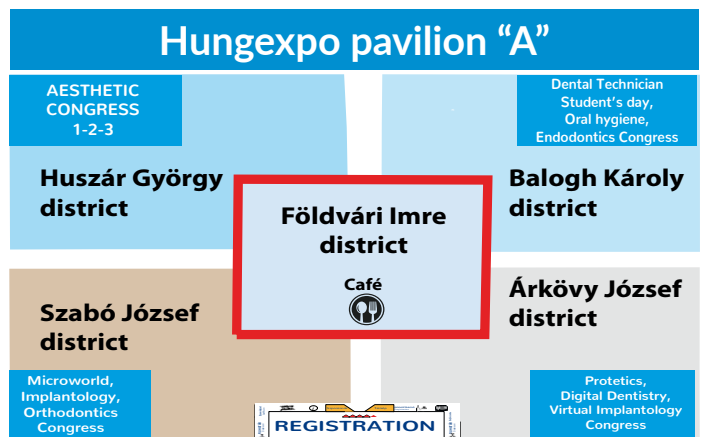 Hungexpo pavilion “A”
AESTHETIC
CONGRESS
1-2-3
Dental Technician
Student’s day,
Oral hygiene,
Endodontics Congress
Huszár György
district
Balogh Károly
district
Földvári Imre
district
Café
Szabó József
district
Árkövy József
district
Microworld,
Implantology,
Orthodontics
Congress
Protetics,
Digital Dentistry,
Virtual Implantology
Congress
REGISTRATION